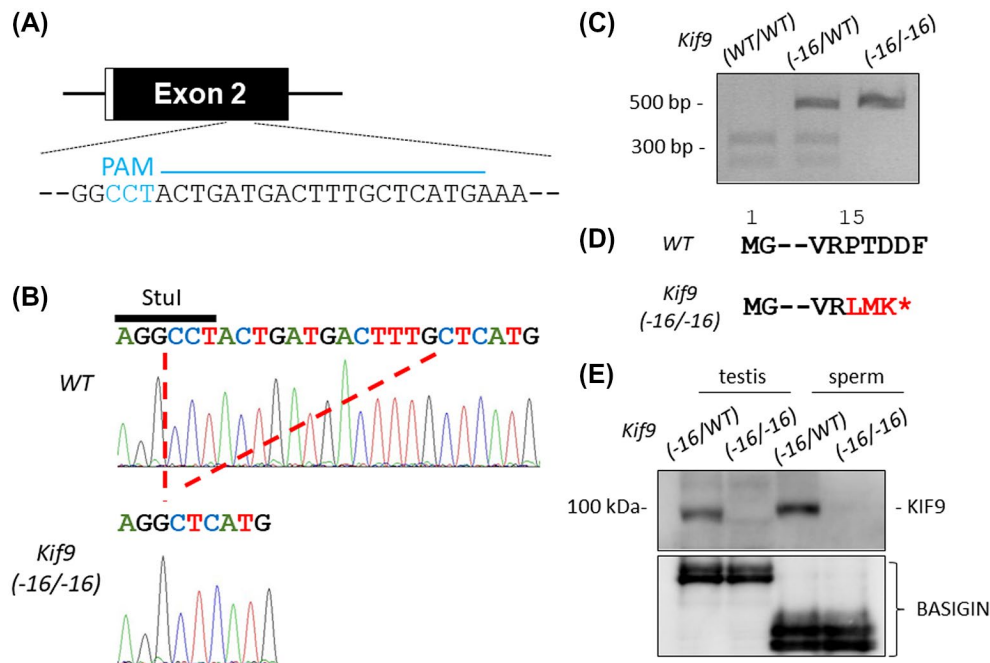 (A)
Exon 2
PAM
--GGCCTACTGATGACTTTGCTCATGAAA--
(B)
StuI
AGGCCTACTGATGACTTTGCTCATG
WT
AGGCTCATG
Kif9
(-16/-16)
(C)
Kif9
(WT/WT)
(-16/WT)
(-16/-16)
500 bp -
300 bp -
(D)
1 15
WT MG--VRPTDDF
Kif9
(-16/-16) MG--VRLMK*
(E)
testis sperm
Kif9
(-16/WT)
(-16/-16)
(-16/WT)
(-16/-16)
100 kDa-
- KIF9
BASIGIN